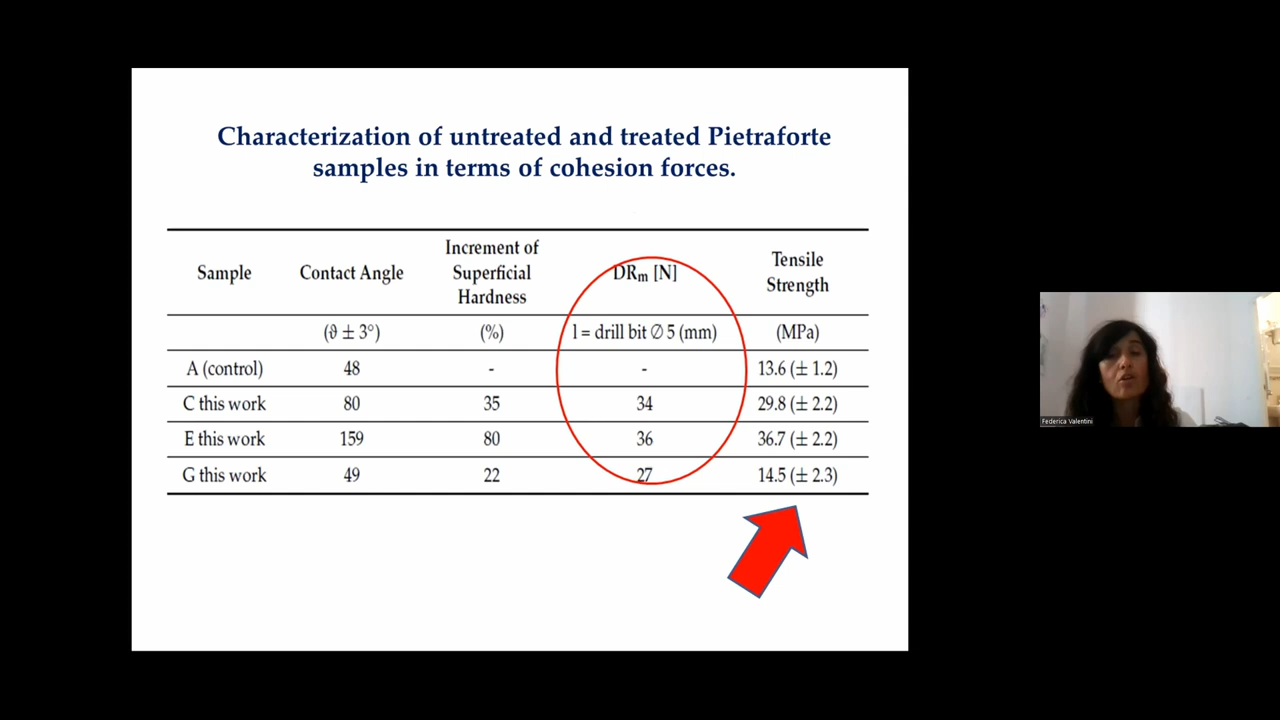 Characterization of untreated and treated Pietraforte
samples in terms of cohesion forces.
Sample Contact Angle Increment of Superficial Hardness DRm [N] Tensile Strength
(ϑ ± 3°) (%) l = drill bit ∅ 5 (mm) (MPa)
A (control) 48 - - 13.6 (± 1.2)
C this work 80 35 34 29.8 (± 2.2)
E this work 159 80 36 36.7 (± 2.2)
G this work 49 22 27 14.5 (± 2.3)
Federica Valentini